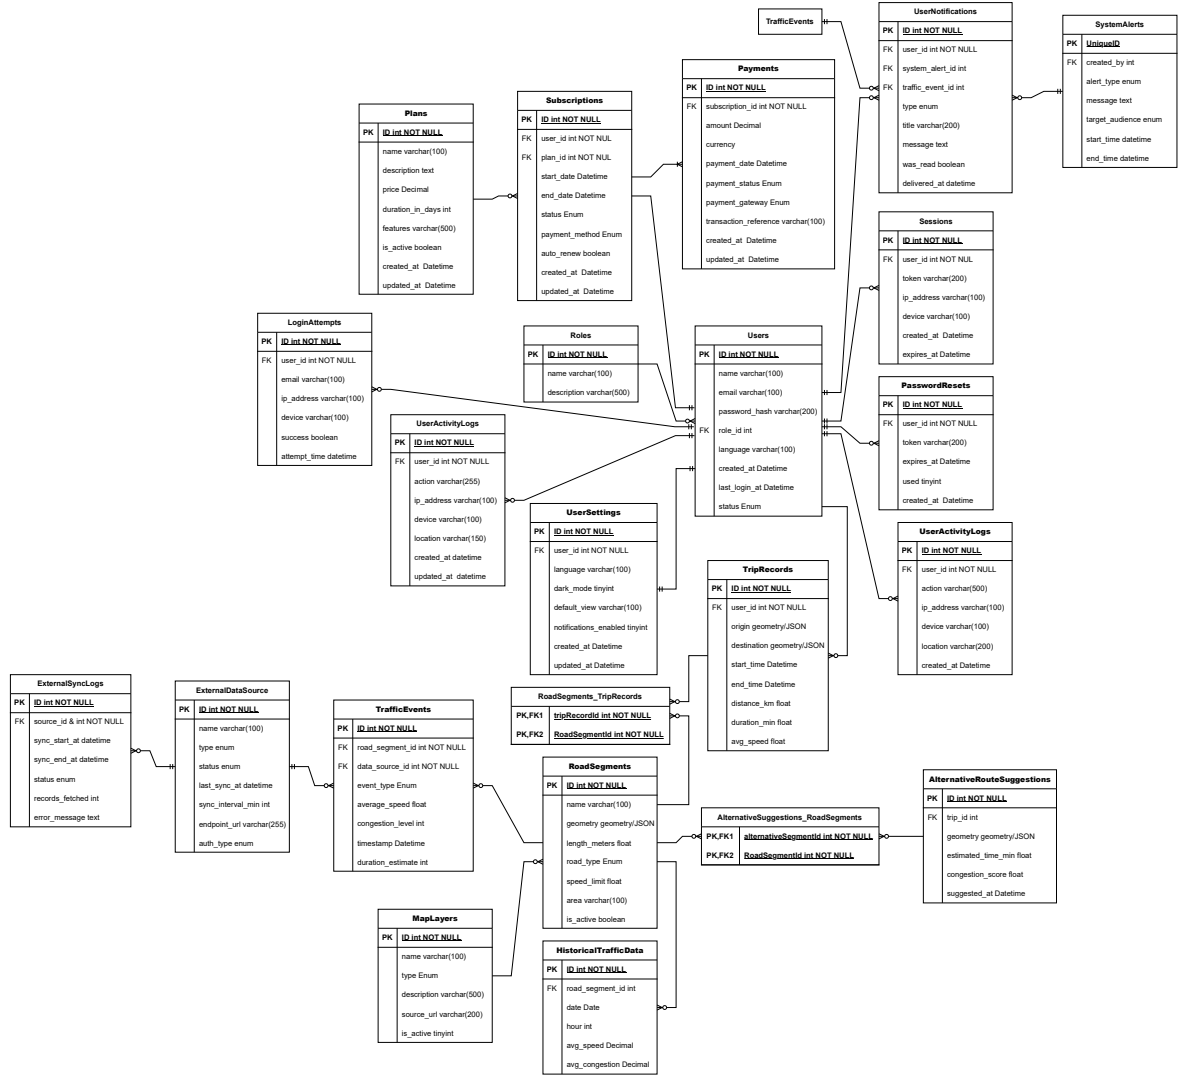 TrafficEvents
UserNotifications
PK ID int NOT NULL
FK user_id int NOT NULL
FK system_alert_id int
FK traffic_event_id int
type enum
title varchar(200)
message text
was_read boolean
delivered_at datetime
SystemAlerts
PK UniqueID
FK created_by int
alert_type enum
message text
target_audience enum
start_time datetime
end_time datetime
Payments
PK ID int NOT NULL
FK subscription_id int NOT NULL
amount Decimal
currency
payment_date Datetime
payment_status Enum
payment_gateway Enum
transaction_reference varchar(100)
created_at Datetime
updated_at Datetime
Subscriptions
PK ID int NOT NULL
FK user_id int NOT NUL
FK plan_id int NOT NUL
start_date Datetime
end_date Datetime
status Enum
payment_method Enum
auto_renew boolean
created_at Datetime
updated_at Datetime
Plans
PK ID int NOT NULL
name varchar(100)
description text
price Decimal
duration_in_days int
features varchar(500)
is_active boolean
created_at Datetime
updated_at Datetime
Sessions
PK ID int NOT NULL
FK user_id int NOT NUL
token varchar(200)
ip_address varchar(100)
device varchar(100)
created_at Datetime
expires_at Datetime
LoginAttempts
PK ID int NOT NULL
FK user_id int NOT NULL
email varchar(100)
ip_address varchar(100)
device varchar(100)
success boolean
attempt_time datetime
Roles
PK ID int NOT NULL
name varchar(100)
description varchar(500)
Users
PK ID int NOT NULL
name varchar(100)
email varchar(100)
password_hash varchar(200)
FK role_id int
language varchar(100)
created_at Datetime
last_login_at Datetime
status Enum
PasswordResets
PK ID int NOT NULL
FK user_id int NOT NULL
token varchar(200)
expires_at Datetime
used tinyint
created_at Datetime
UserActivityLogs
PK ID int NOT NULL
FK user_id int NOT NULL
action varchar(255)
ip_address varchar(100)
device varchar(100)
location varchar(150)
created_at datetime
updated_at datetime
UserSettings
PK ID int NOT NULL
FK user_id int NOT NULL
language varchar(100)
dark_mode tinyint
default_view varchar(100)
notifications_enabled tinyint
created_at Datetime
updated_at Datetime
UserActivityLogs
PK ID int NOT NULL
FK user_id int NOT NULL
action varchar(500)
ip_address varchar(100)
device varchar(100)
location varchar(200)
created_at Datetime
TripRecords
PK ID int NOT NULL
FK user_id int NOT NULL
origin geometry/JSON
destination geometry/JSON
start_time Datetime
end_time Datetime
distance_km float
duration_min float
avg_speed float
ExternalSyncLogs
PK ID int NOT NULL
FK source_id & int NOT NULL
sync_start_at datetime
sync_end_at datetime
status enum
records_fetched int
error_message text
ExternalDataSource
PK ID int NOT NULL
name varchar(100)
type enum
status enum
last_sync_at datetime
sync_interval_min int
endpoint_url varchar(255)
auth_type enum
TrafficEvents
PK ID int NOT NULL
FK road_segment_id int NOT NULL
FK data_source_id int NOT NULL
event_type Enum
average_speed float
congestion_level int
timestamp Datetime
duration_estimate int
RoadSegments_TripRecords
PK,FK1 tripRecordId int NOT NULL
PK,FK2 RoadSegmentId int NOT NULL
RoadSegments
PK ID int NOT NULL
name varchar(100)
geometry geometry/JSON
length_meters float
road_type Enum
speed_limit float
area varchar(100)
is_active boolean
AlternativeSuggestions_RoadSegments
PK,FK1 alternativeSegmentId int NOT NULL
PK,FK2 RoadSegmentId int NOT NULL
AlternativeRouteSuggestions
PK ID int NOT NULL
FK trip_id int
geometry geometry/JSON
estimated_time_min float
congestion_score float
suggested_at Datetime
MapLayers
PK ID int NOT NULL
name varchar(100)
type Enum
description varchar(500)
source_url varchar(200)
is_active tinyint
HistoricalTrafficData
PK ID int NOT NULL
FK road_segment_id int
date Date
hour int
avg_speed Decimal
avg_congestion Decimal